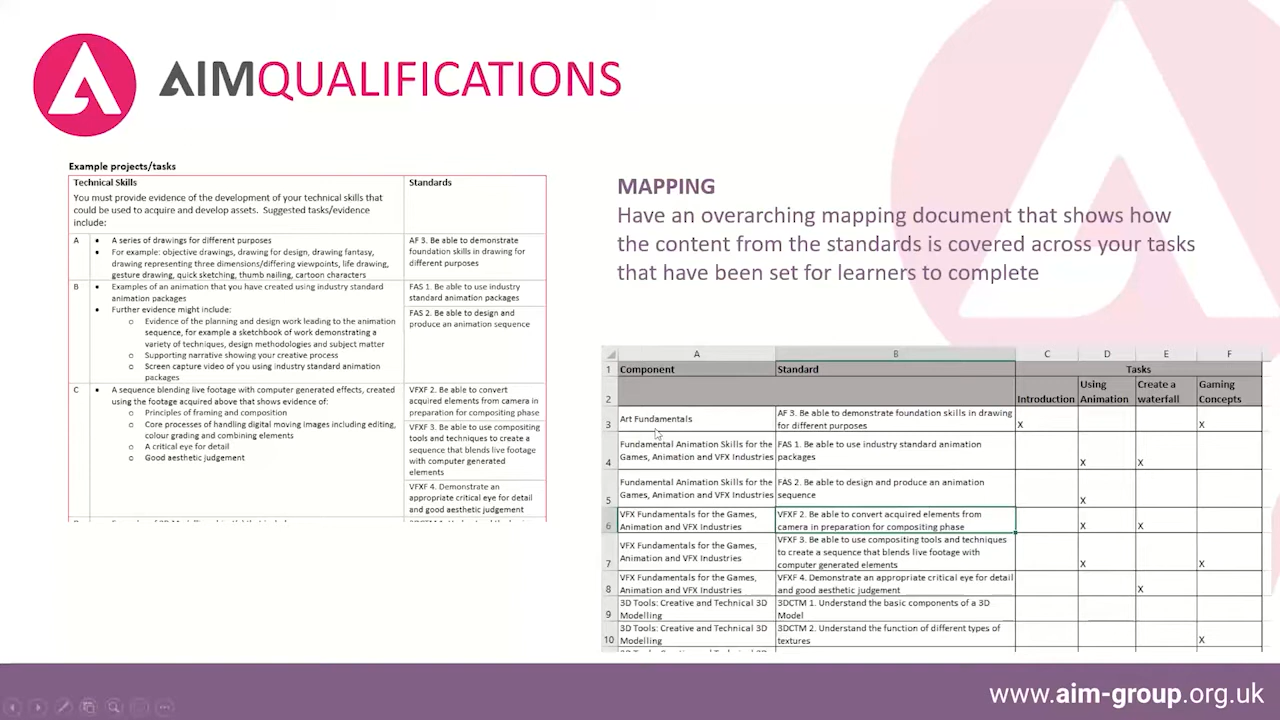 AIMQUALIFICATIONS
Example projects/tasks
Technical Skills
You must provide evidence of the development of your technical skills that
could be used to acquire and develop assets. Suggested tasks/evidence
include:
Standards
A
• A series of drawings for different purposes
• For example: objective drawings, drawing for design, drawing fantasy,
drawing representing three dimensions/differing viewpoints, life drawing,
gesture drawing, quick sketching, thumb nailing, cartoon characters
AF 3. Be able to demonstrate
foundation skills in drawing for
different purposes
B
• Examples of an animation that you have created using industry standard
animation packages
• Further evidence might include:
o Evidence of the planning and design work leading to the animation
sequence, for example a sketchbook of work demonstrating a
variety of techniques, design methodologies and subject matter
o Supporting narrative showing your creative process
o Screen capture video of you using industry standard animation
packages
FAS 1. Be able to use industry
standard animation packages
FAS 2. Be able to design and
produce an animation sequence
C
• A sequence blending live footage with computer generated effects, created
using the footage acquired above that shows evidence of:
o Principles of framing and composition
o Core processes of handling digital moving images including editing,
colour grading and combining elements
o A critical eye for detail
o Good aesthetic judgement
VFXF 2. Be able to convert
acquired elements from camera in
preparation for compositing phase
VFXF 3. Be able to use compositing
tools and techniques to create a
sequence that blends live footage
with computer generated
elements
VFXF 4. Demonstrate an
appropriate critical eye for detail
and good aesthetic judgement
MAPPING
Have an overarching mapping document that shows how
the content from the standards is covered across your tasks
that have been set for learners to complete
A B C D E F
1 Component Standard Tasks
2 Introduction Using Animation Create a waterfall Gaming Concepts
3 Art Fundamentals
AF 3. Be able to demonstrate foundation skills in drawing
for different purposes
X X
4 Fundamental Animation Skills for the
Games, Animation and VFX Industries
FAS 1. Be able to use industry standard animation
packages
X X
5 Fundamental Animation Skills for the
Games, Animation and VFX Industries
FAS 2. Be able to design and produce an animation
sequence
X
6 VFX Fundamentals for the Games,
Animation and VFX Industries
VFXF 2. Be able to convert acquired elements from
camera in preparation for compositing phase
X X
7 VFX Fundamentals for the Games,
Animation and VFX Industries
VFXF 3. Be able to use compositing tools and techniques
to create a sequence that blends live footage with
computer generated elements
X X
8 VFX Fundamentals for the Games,
Animation and VFX Industries
VFXF 4. Demonstrate an appropriate critical eye for detail
and good aesthetic judgement
X
9 3D Tools: Creative and Technical 3D
Modelling
3DCTM 1. Understand the basic components of a 3D
Model
10 3D Tools: Creative and Technical 3D
Modelling
3DCTM 2. Understand the function of different types of
textures
X
www.aim-group.org.uk